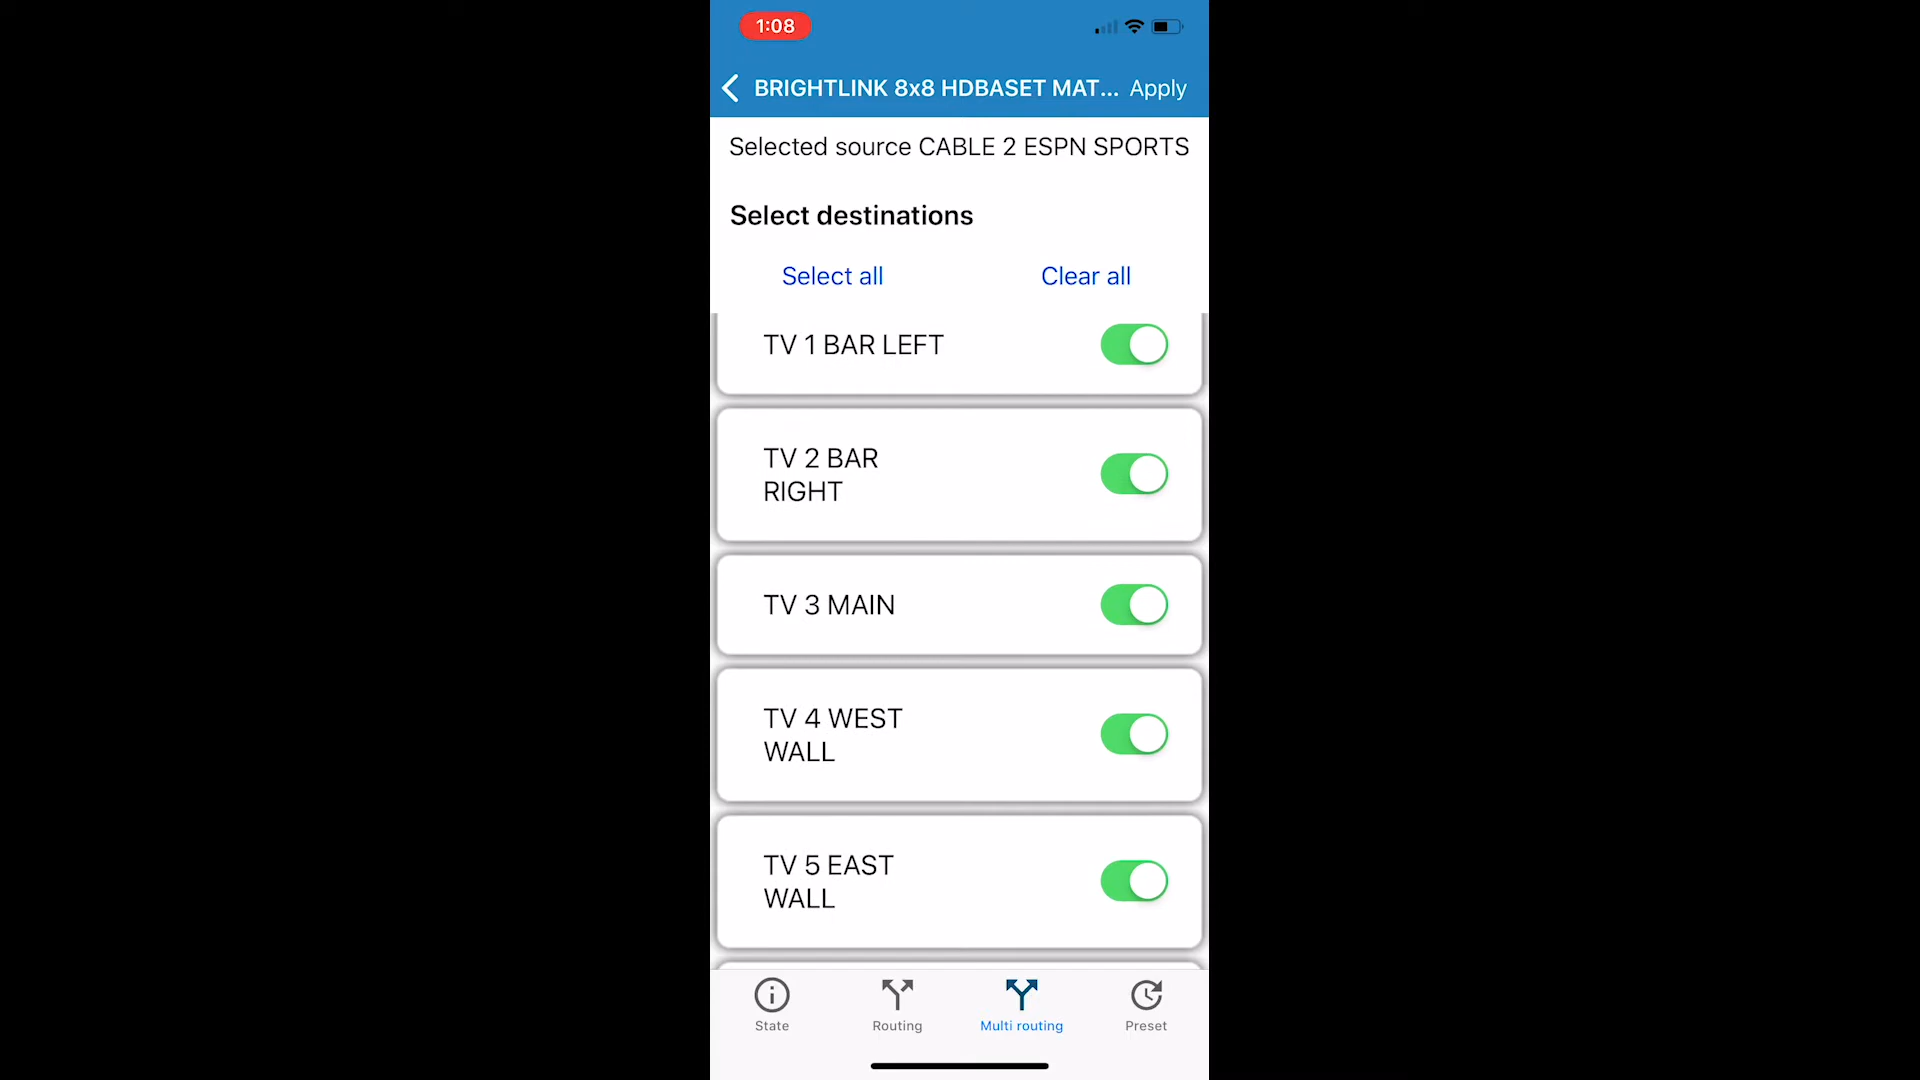 1:08
BRIGHTLINK 8x8 HDBASET MAT... Apply
Selected source CABLE 2 ESPN SPORTS
Select destinations
Select all Clear all
TV 1 BAR LEFT
TV 2 BAR
RIGHT
TV 3 MAIN
TV 4 WEST
WALL
TV 5 EAST
WALL
State Routing Multi routing Preset